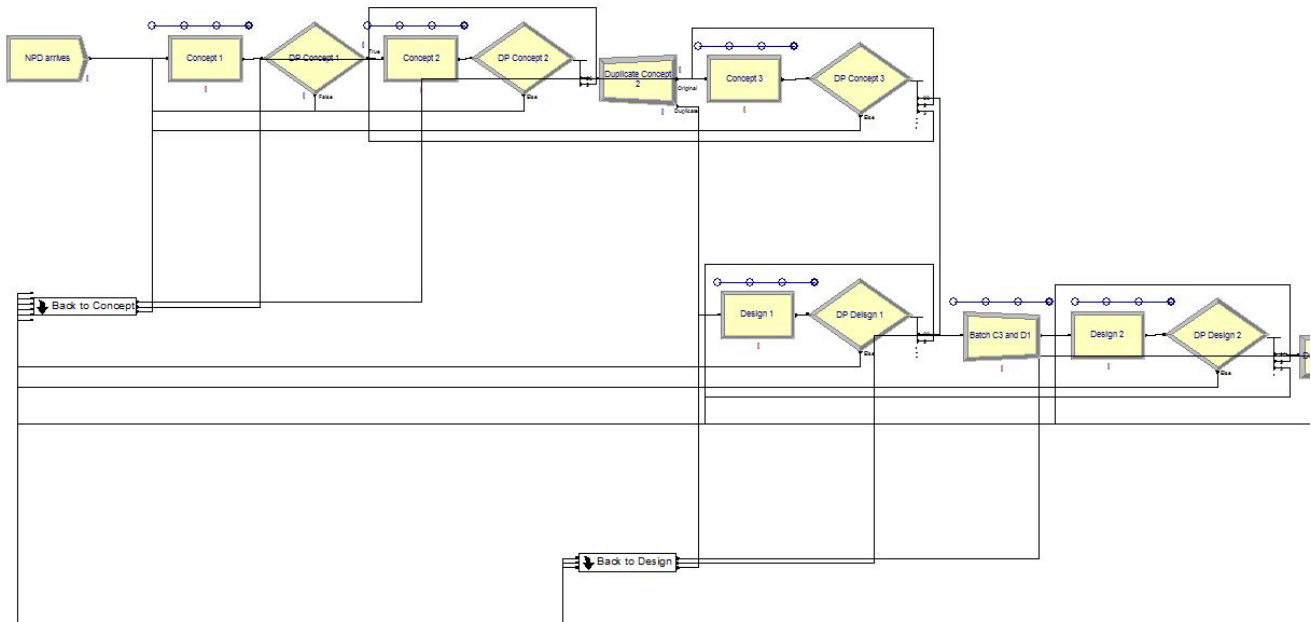 NPD arrives
Concept 1
DP Concept 1
True
False
Concept 2
DP Concept 2
Else
Duplicate Concept
2
Original
Duplicate
Concept 3
DP Concept 3
Else
Back to Concept
Design 1
DP Deisgn 1
Else
Batch C3 and D1
Design 2
DP Design 2
Else
Back to Design